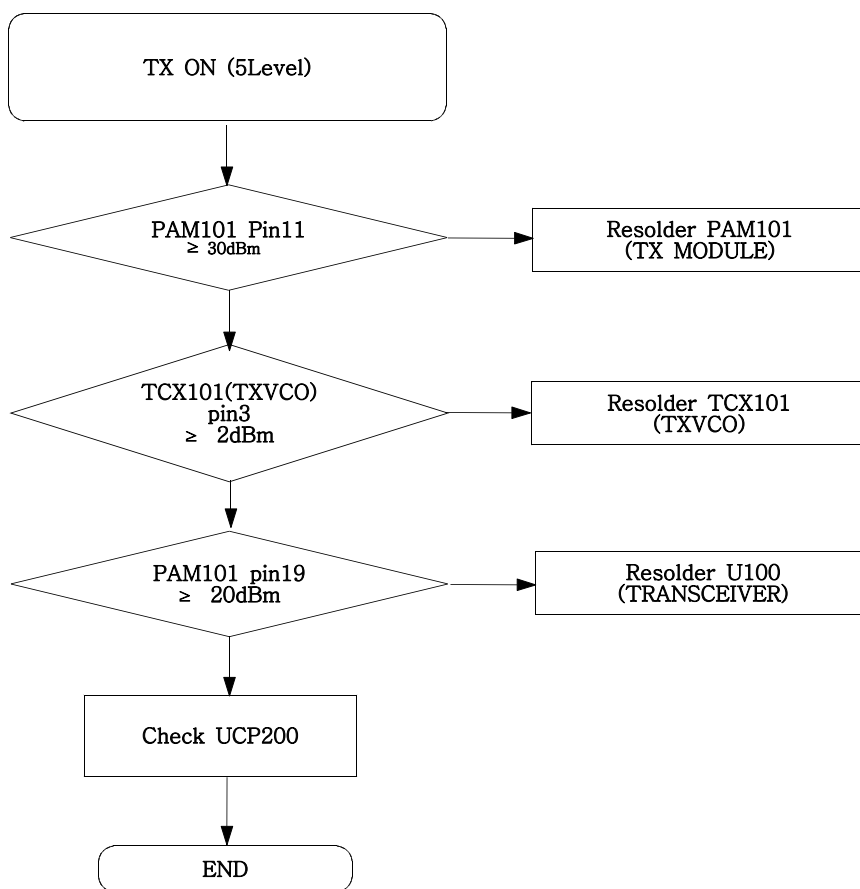 TX ON (5Level)
PAM101 Pin11
≥ 30dBm
Resolder PAM101
(TX MODULE)
TCX101(TXVCO)
pin3
≥ 2dBm
Resolder TCX101
(TXVCO)
PAM101 pin19
≥ 20dBm
Resolder U100
(TRANSCEIVER)
Check UCP200
END